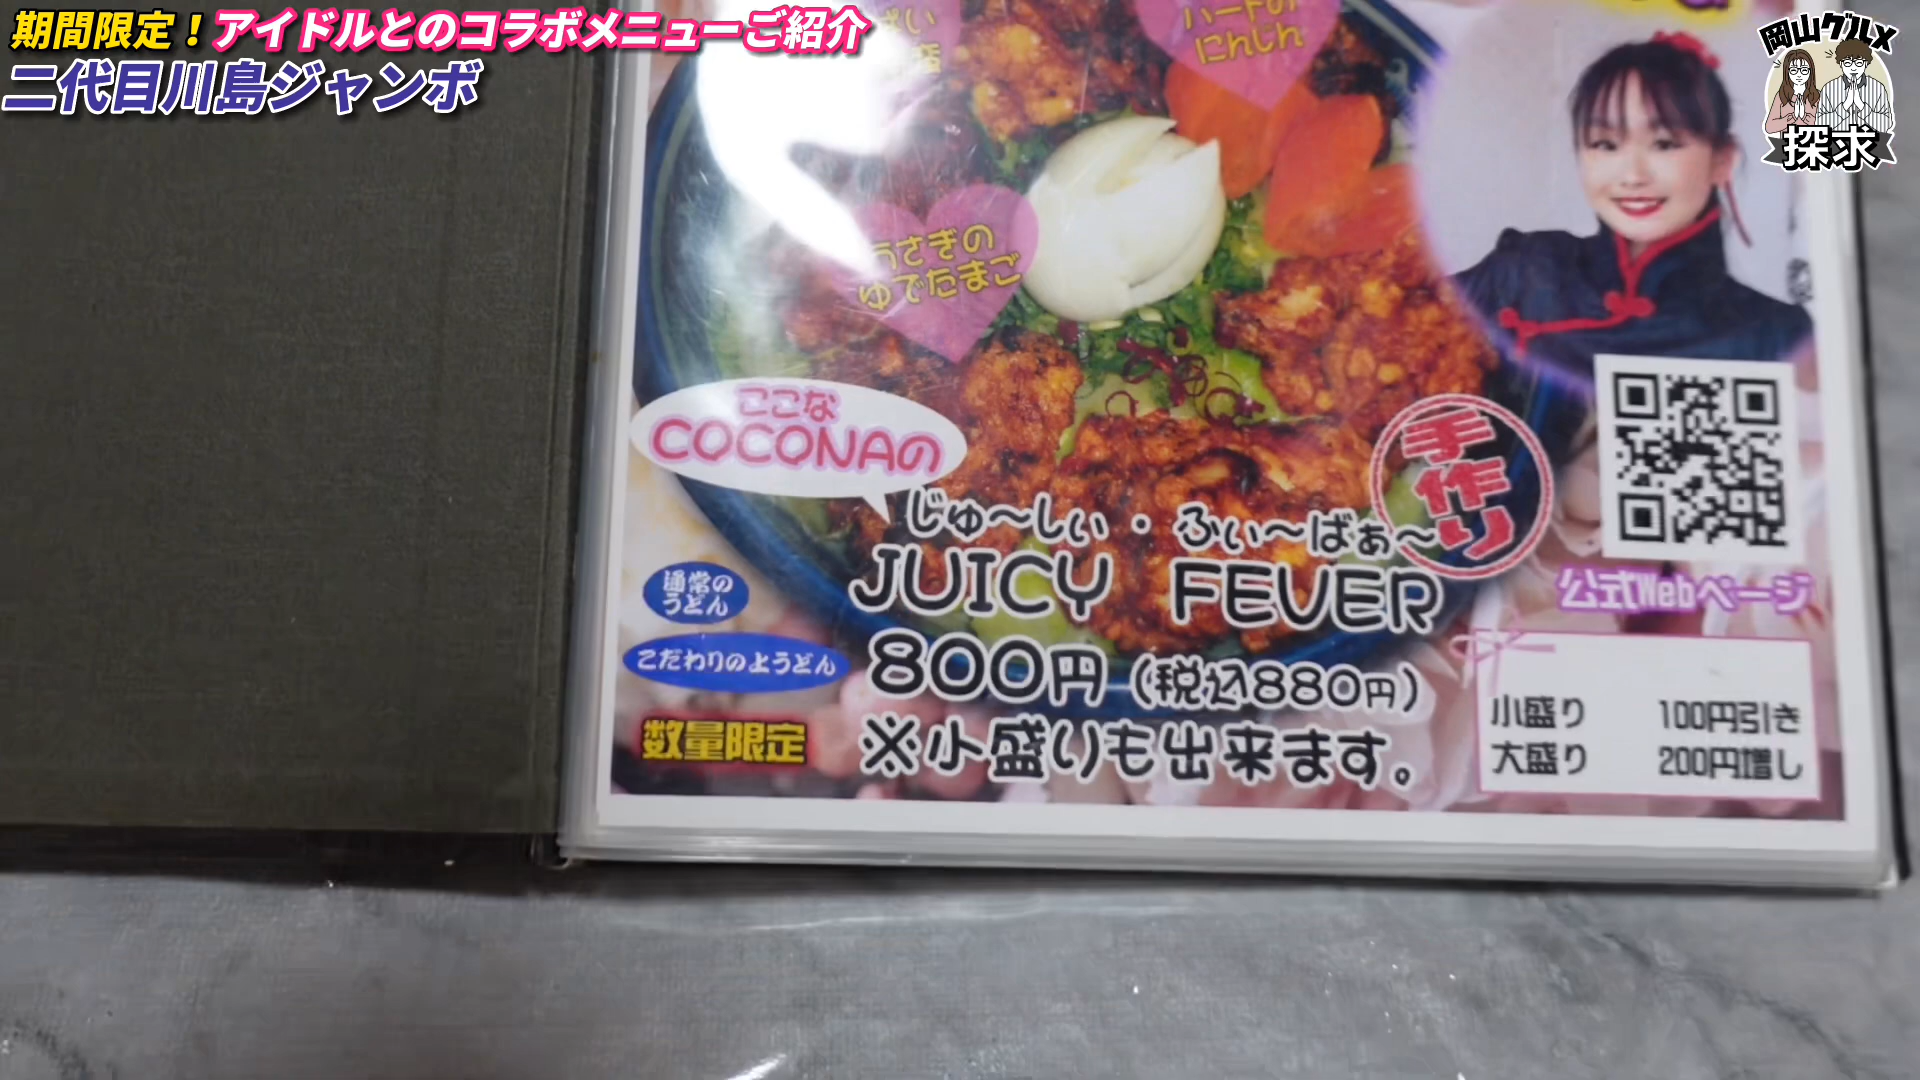 期間限定！アイドルとのコラボメニューご紹介
二代目川島ジャンボ
岡山グルメ
探求
ハートの
にんじん
うさぎの
ゆでたまご
ここな
COCONAの
手作り
じゅ〜しぃ・ふぃ〜ばぁ〜
JUICY FEVER
通常の
うどん
こだわりの上うどん
800円（税込880円）
数量限定
※小盛りも出来ます。
公式Webページ
小盛り 100円引き
大盛り 200円増し